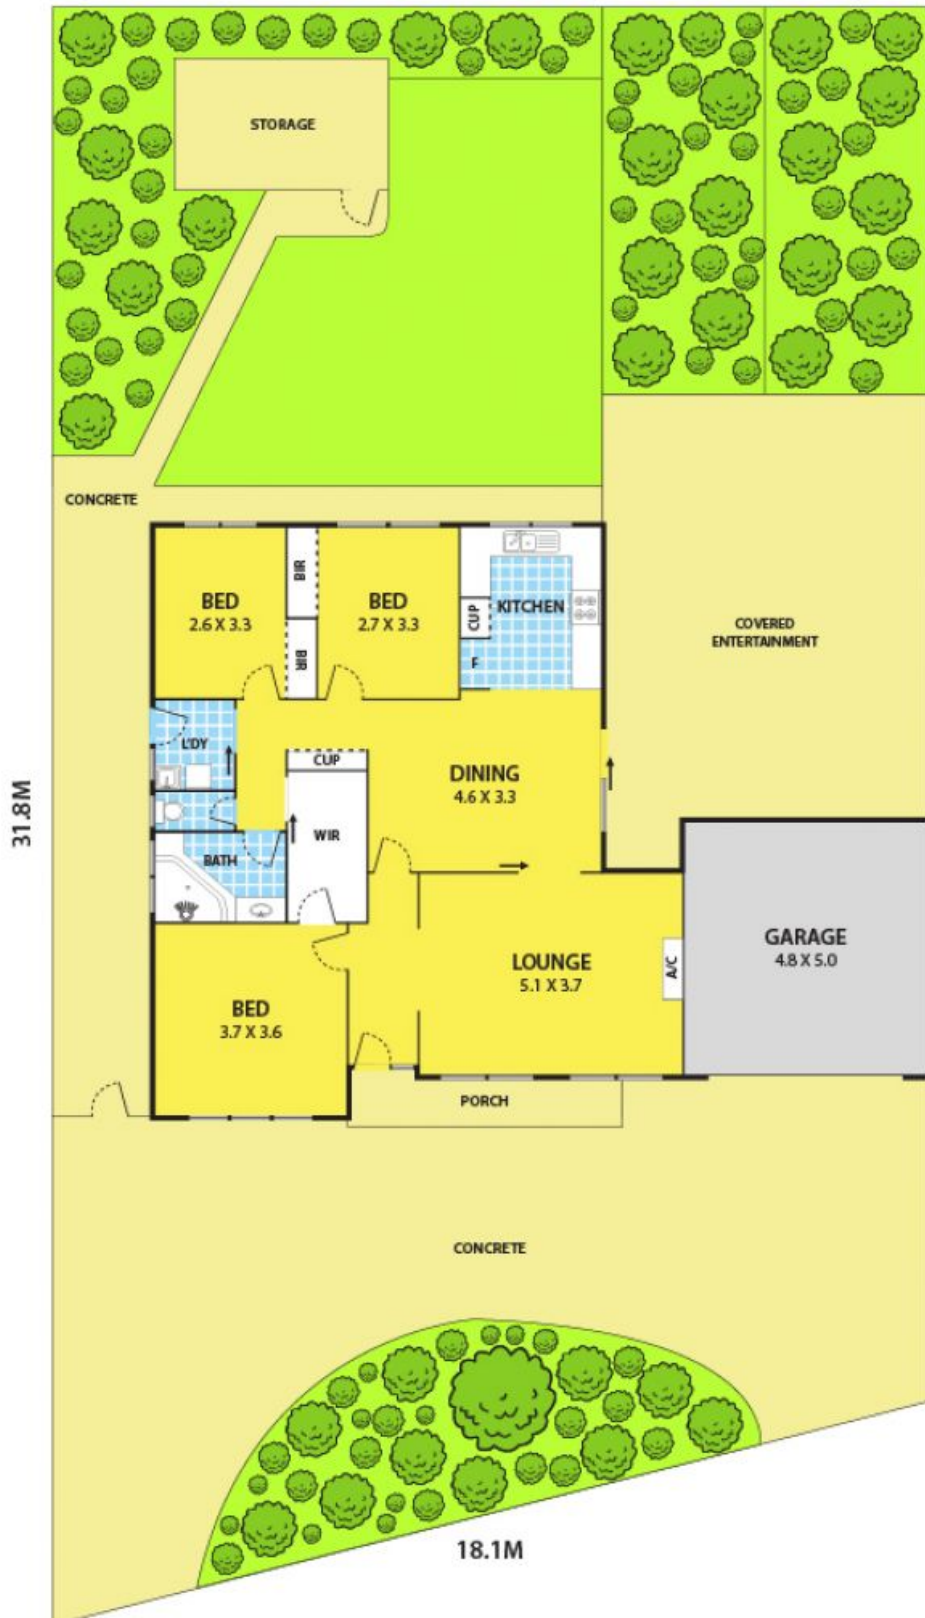 STORAGE
CONCRETE
BED
2.6 X 3.3
BIR
BIR
BED
2.7 X 3.3
CUP
KITCHEN
F
COVERED
ENTERTAINMENT
L'DY
CUP
DINING
4.6 X 3.3
31.8M
BATH
WIR
BED
3.7 X 3.6
LOUNGE
5.1 X 3.7
A/C
GARAGE
4.8 X 5.0
PORCH
CONCRETE
18.1M